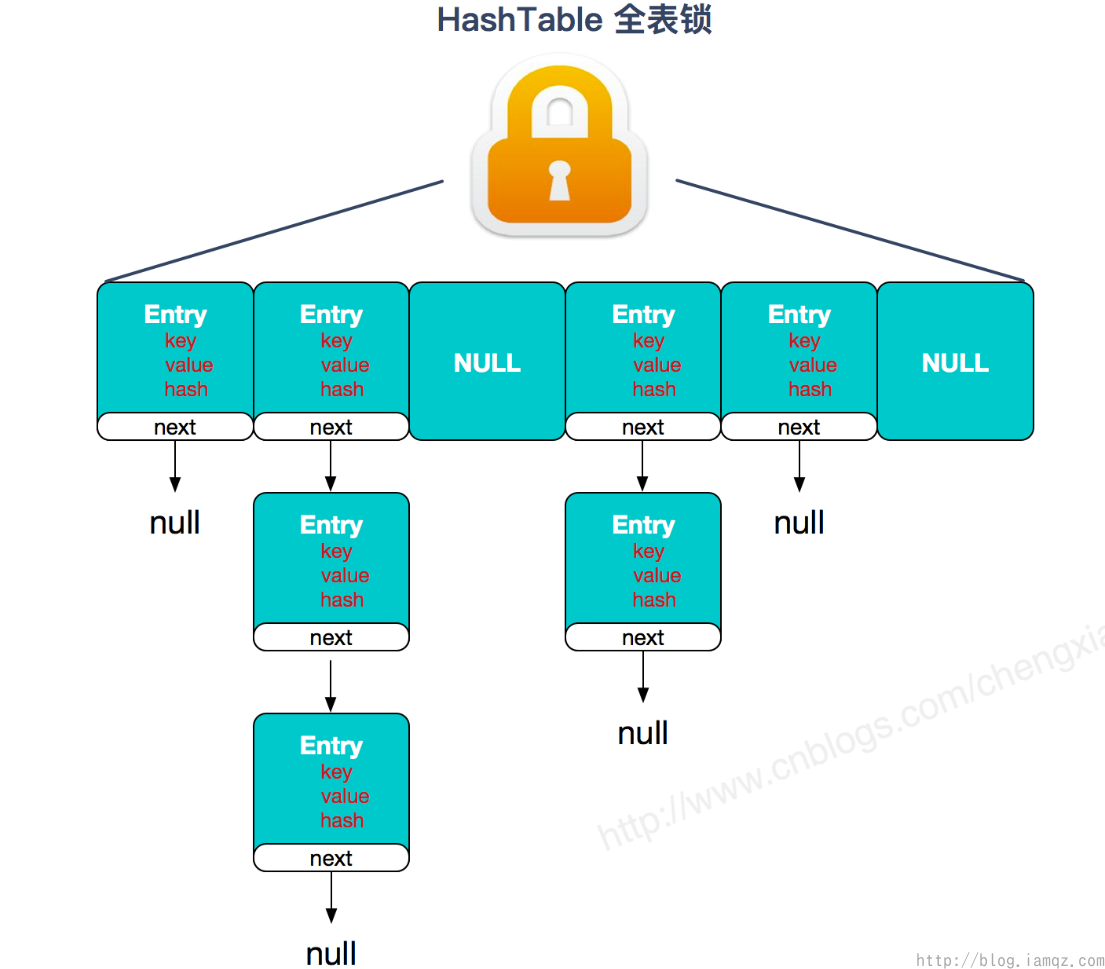 HashTable 全表锁
Entry
key
value
hash
next
Entry
key
value
hash
next
NULL
Entry
key
value
hash
next
Entry
key
value
hash
next
NULL
null
Entry
key
value
hash
next
Entry
key
value
hash
next
null
null
Entry
key
value
hash
next
null
null
http://www.cnblogs.com/chengxia
http://blog.iamqz.com